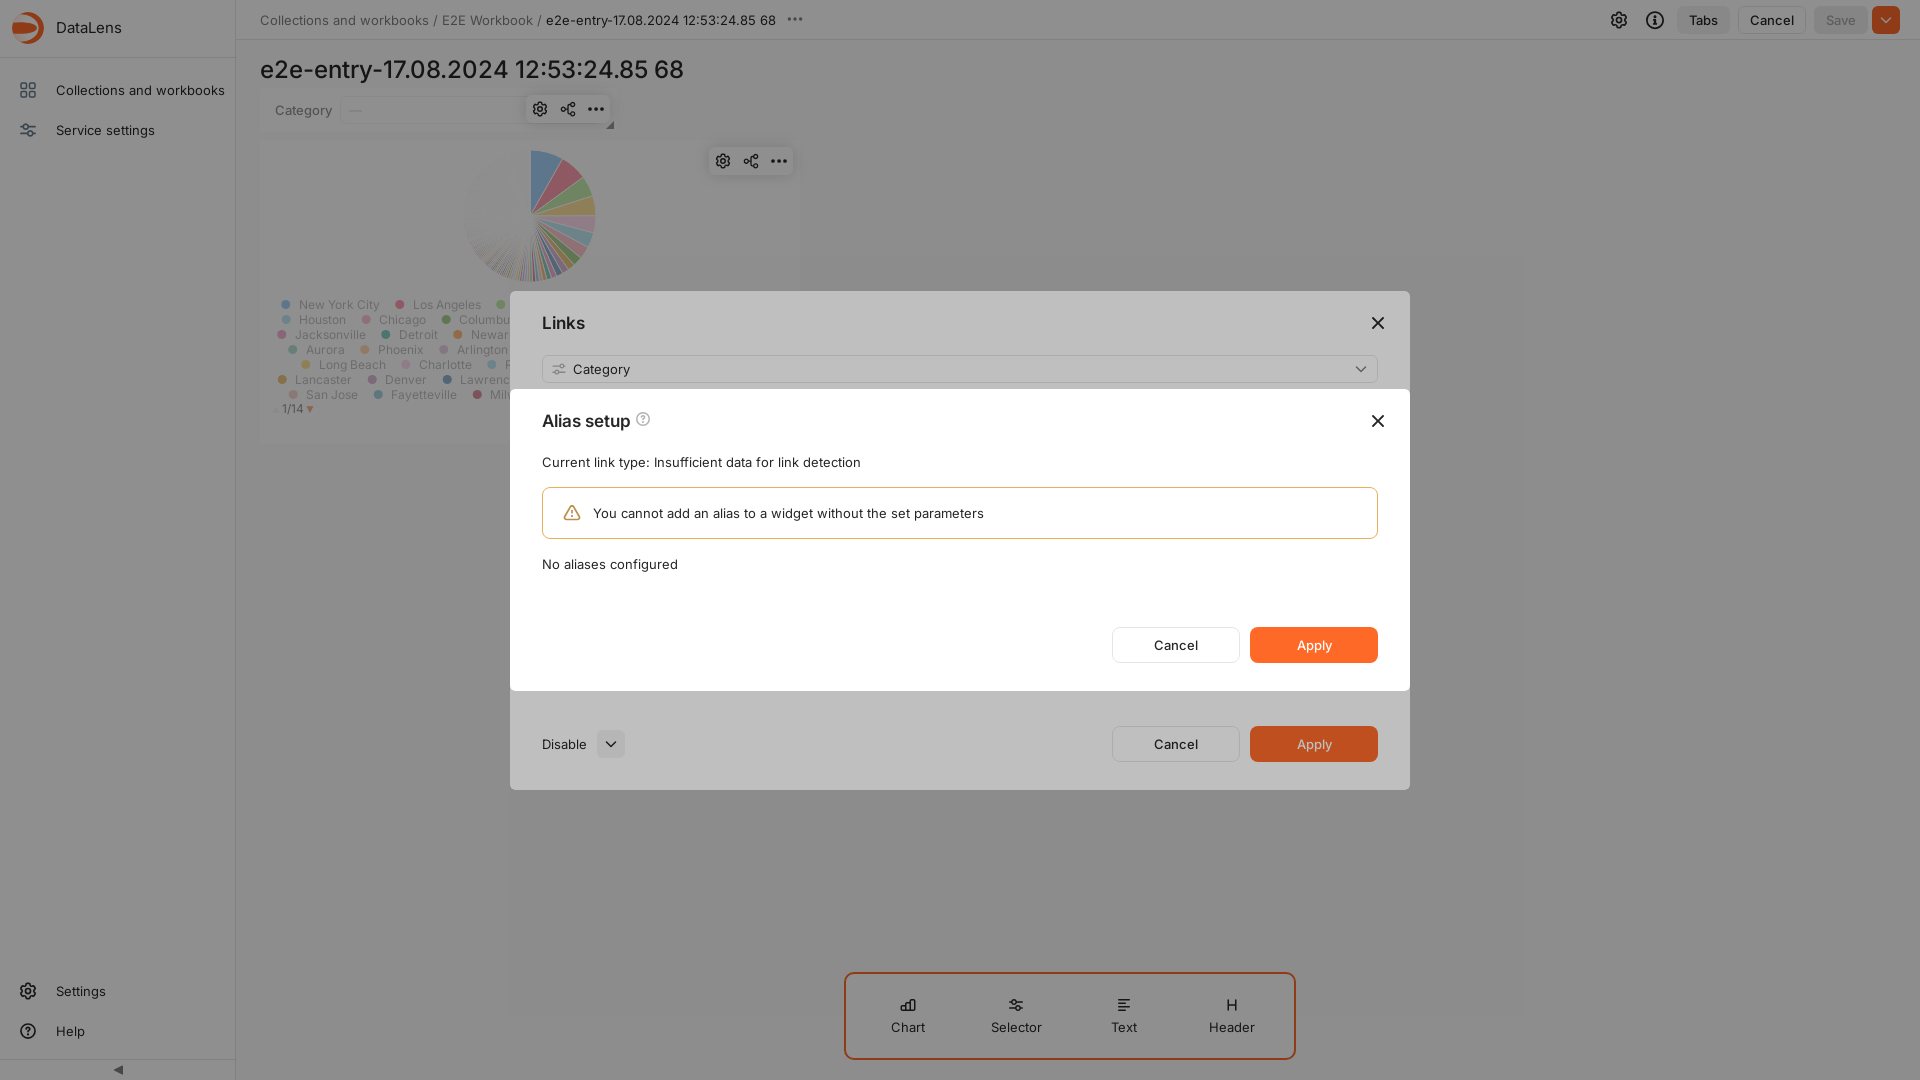 DataLens
Collections and workbooks / E2E Workbook / e2e-entry-17.08.2024 12:53:24.85 68
Tabs
Cancel
Save
Collections and workbooks
Service settings
e2e-entry-17.08.2024 12:53:24.85 68
Category —
New York City Los Angeles
Houston Chicago Columbu
Jacksonville Detroit Newar
Aurora Phoenix Arlington
Long Beach Charlotte
Lancaster Denver Lawrenc
San Jose Fayetteville Mil
1/14
Links
Category
Alias setup
Current link type: Insufficient data for link detection
You cannot add an alias to a widget without the set parameters
No aliases configured
Cancel
Apply
Disable
Cancel
Apply
Chart
Selector
Text
Header
Settings
Help